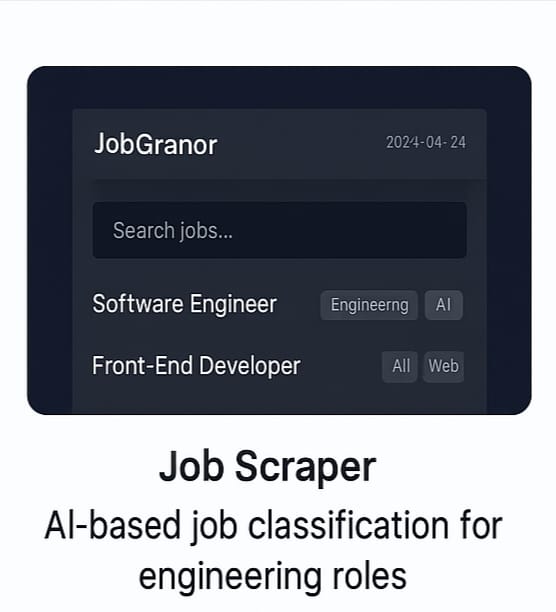 JobGranor 2024-04-24
Search jobs...
Software Engineer Engineerng AI
Front-End Developer All Web
Job Scraper
AI-based job classification for
engineering roles